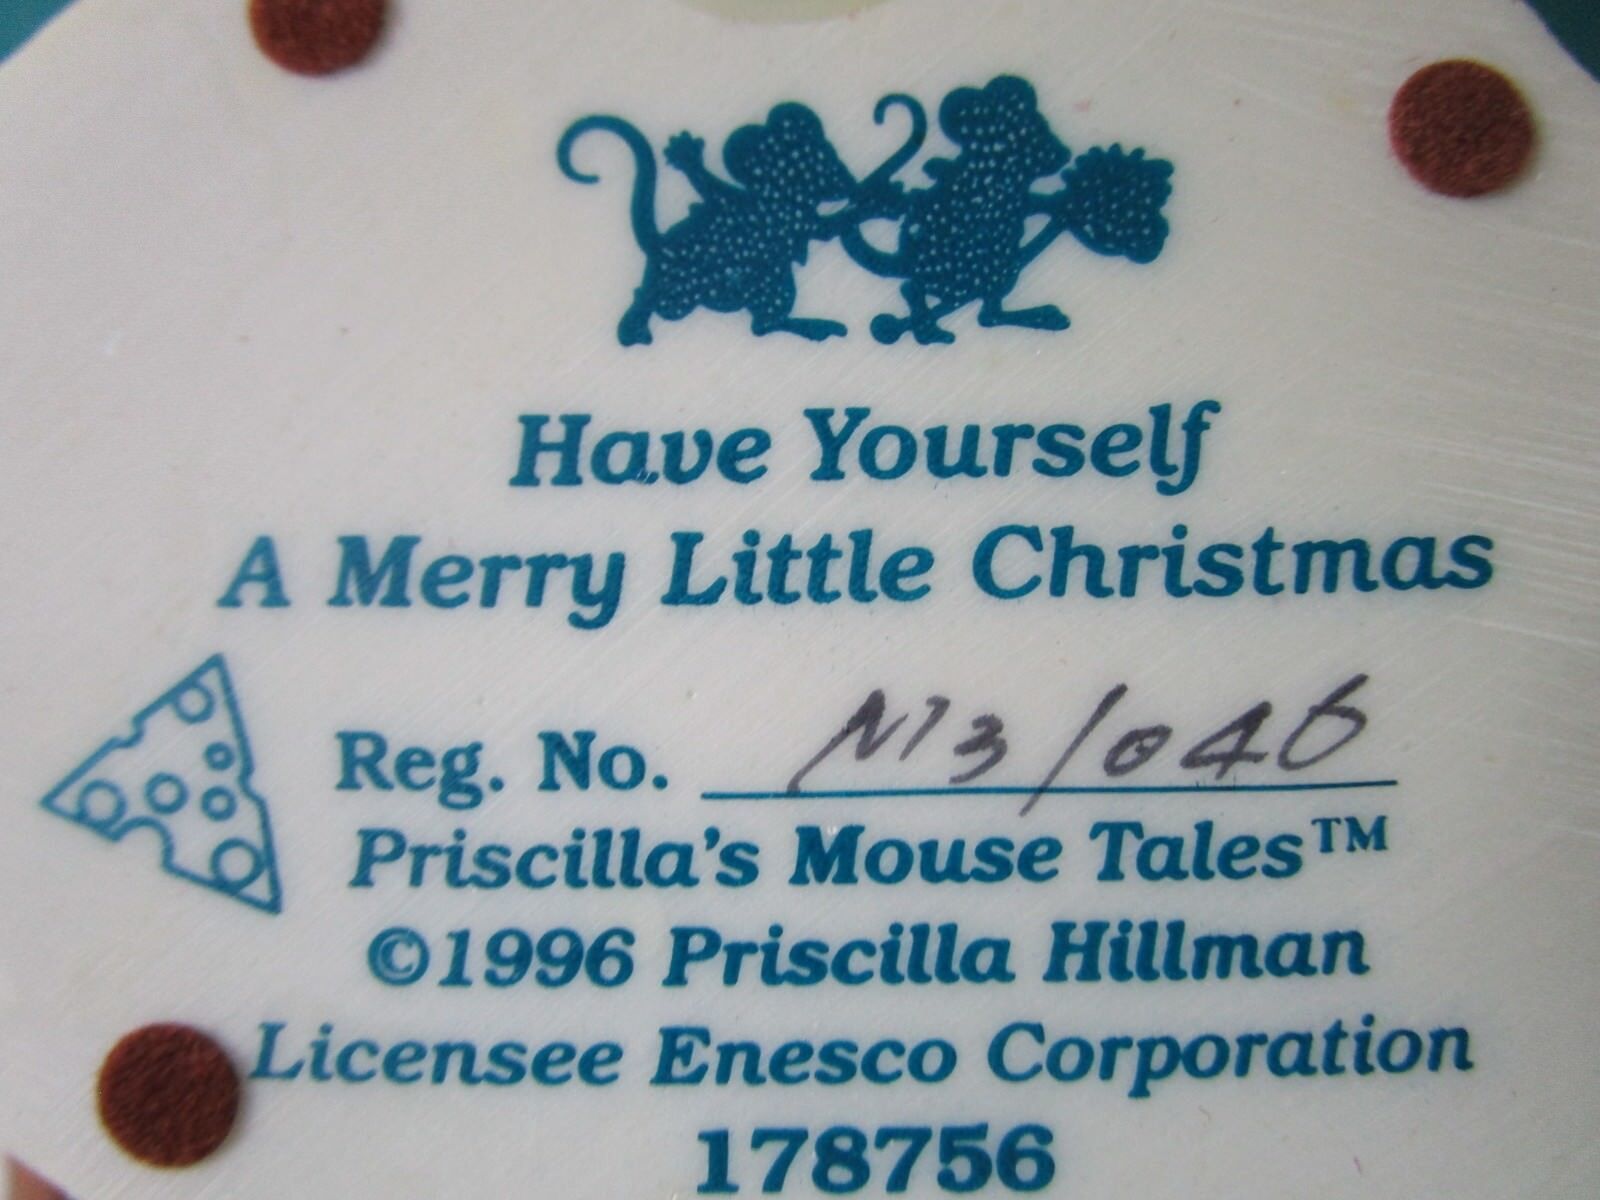 Have Yourself
A Merry Little Christmas
Reg. No. N13/046
Priscilla's Mouse Tales™
©1996 Priscilla Hillman
Licensee Enesco Corporation
178756